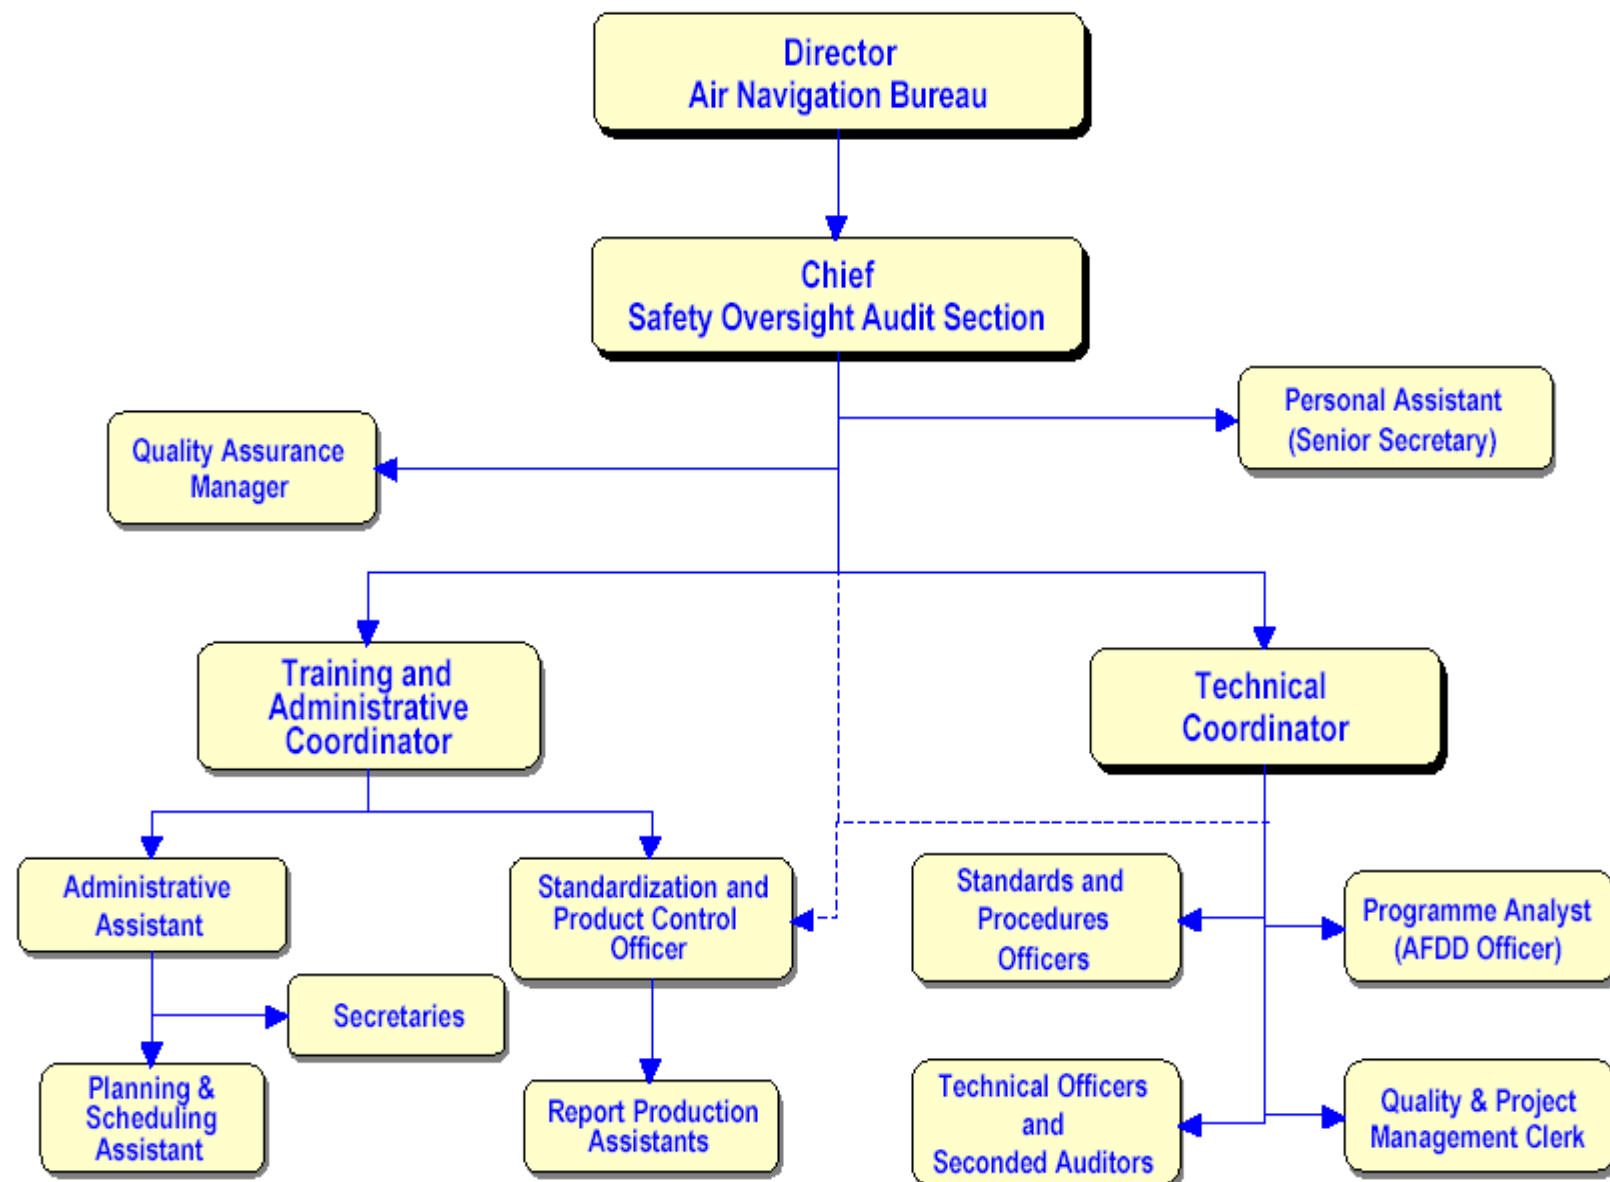 Director
Air Navigation Bureau
Chief
Safety Oversight Audit Section
Personal Assistant
(Senior Secretary)
Quality Assurance
Manager
Training and
Administrative
Coordinator
Technical
Coordinator
Administrative
Assistant
Standardization and
Product Control
Officer
Standards and
Procedures
Officers
Programme Analyst
(AFDD Officer)
Secretaries
Planning &
Scheduling
Assistant
Report Production
Assistants
Technical Officers
and
Seconded Auditors
Quality & Project
Management Clerk